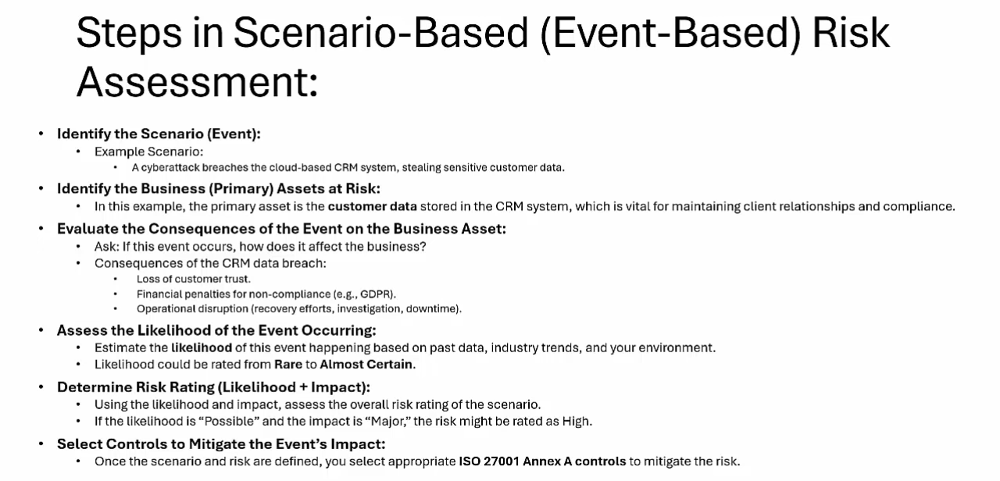 Steps in Scenario-Based (Event-Based) Risk
Assessment:
• Identify the Scenario (Event):
• Example Scenario:
• A cyberattack breaches the cloud-based CRM system, stealing sensitive customer data.
• Identify the Business (Primary) Assets at Risk:
• In this example, the primary asset is the customer data stored in the CRM system, which is vital for maintaining client relationships and compliance.
• Evaluate the Consequences of the Event on the Business Asset:
• Ask: If this event occurs, how does it affect the business?
• Consequences of the CRM data breach:
• Loss of customer trust.
• Financial penalties for non-compliance (e.g., GDPR).
• Operational disruption (recovery efforts, investigation, downtime).
• Assess the Likelihood of the Event Occurring:
• Estimate the likelihood of this event happening based on past data, industry trends, and your environment.
• Likelihood could be rated from Rare to Almost Certain.
• Determine Risk Rating (Likelihood + Impact):
• Using the likelihood and impact, assess the overall risk rating of the scenario.
• If the likelihood is “Possible” and the impact is “Major,” the risk might be rated as High.
• Select Controls to Mitigate the Event’s Impact:
• Once the scenario and risk are defined, you select appropriate ISO 27001 Annex A controls to mitigate the risk.